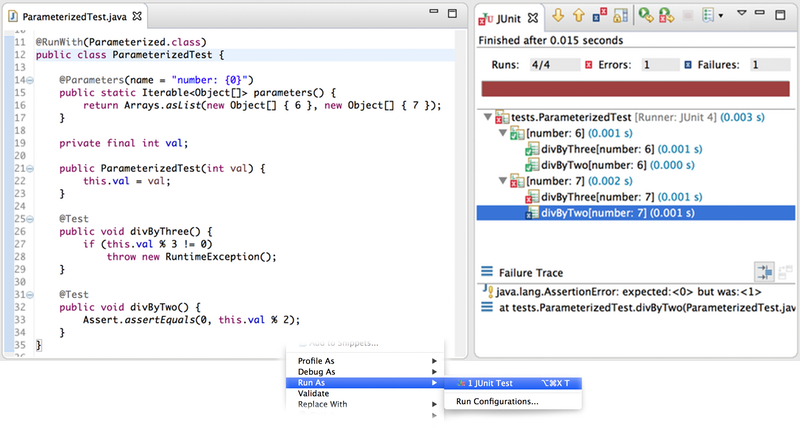 ParameterizedTest.java
10
11 @RunWith(Parameterized.class)
12 public class ParameterizedTest {
13
14 @Parameters(name = "number: {0}")
15 public static Iterable<Object[]> parameters() {
16 return Arrays.asList(new Object[] { 6 }, new Object[] { 7 });
17 }
18
19 private final int val;
20
21 public ParameterizedTest(int val) {
22 this.val = val;
23 }
24
25 @Test
26 public void divByThree() {
27 if (this.val % 3 != 0)
28 throw new RuntimeException();
29 }
30
31 @Test
32 public void divByTwo() {
33 Assert.assertEquals(0, this.val % 2);
34 }
35 }
JUnit
Finished after 0.015 seconds
Runs: 4/4 Errors: 1 Failures: 1
tests.ParameterizedTest [Runner: JUnit 4] (0.003 s)
[number: 6] (0.001 s)
divByThree[number: 6] (0.001 s)
divByTwo[number: 6] (0.000 s)
[number: 7] (0.002 s)
divByThree[number: 7] (0.001 s)
divByTwo[number: 7] (0.001 s)
Failure Trace
java.lang.AssertionError: expected:<0> but was:<1>
at tests.ParameterizedTest.divByTwo(ParameterizedTest.jav
Add to Snippets...
Profile As
Debug As
Run As
Validate
Replace With
1 JUnit Test ⌥⌘X T
Run Configurations...